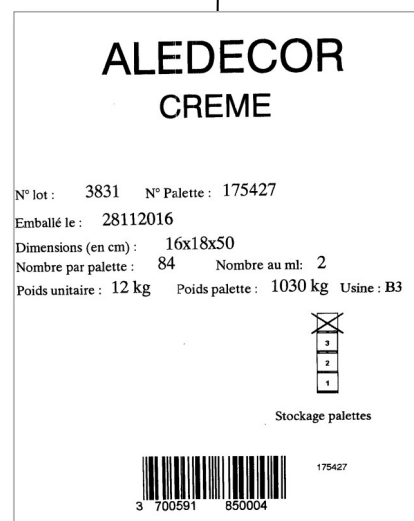 ALEDECOR
CREME
N° lot : 3831 N° Palette : 175427
Emballé le : 28112016
Dimensions (en cm) : 16x18x50
Nombre par palette : 84 Nombre au ml: 2
Poids unitaire : 12 kg Poids palette : 1030 kg Usine : B3
3
2
1
Stockage palettes
175427
3 700591 850004